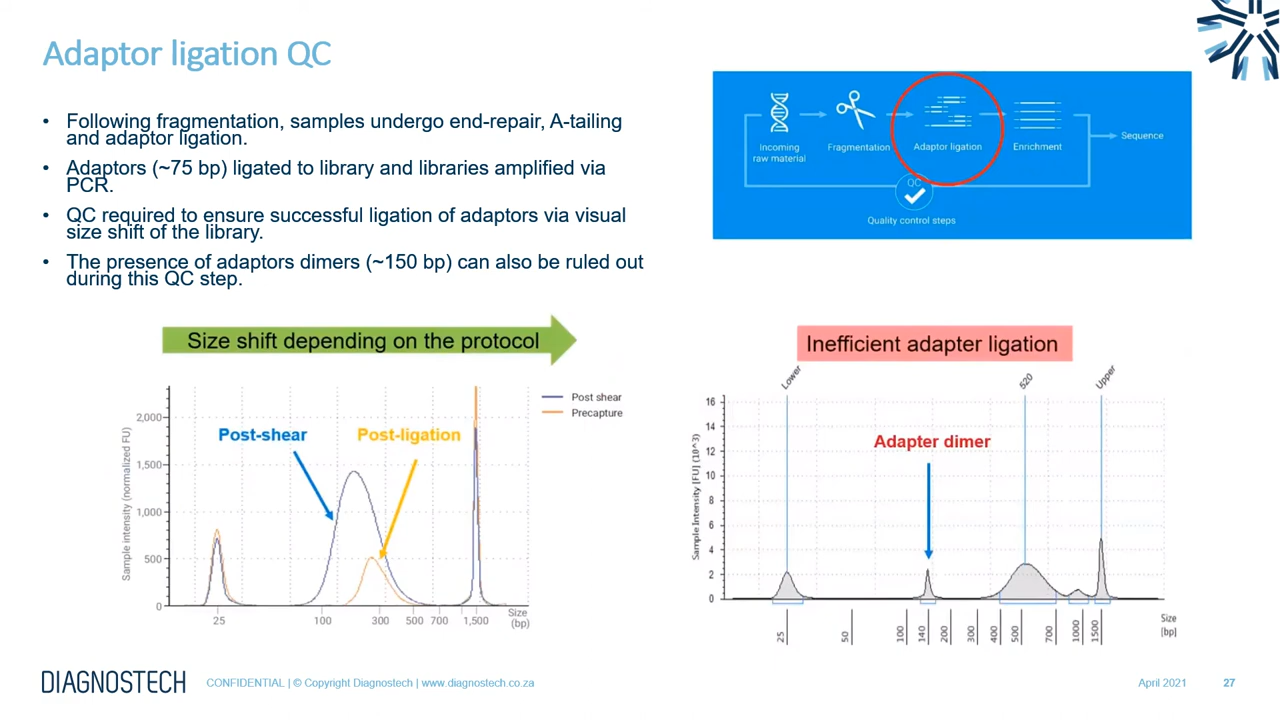 Adaptor ligation QC
• Following fragmentation, samples undergo end-repair, A-tailing
and adaptor ligation.
• Adaptors (~75 bp) ligated to library and libraries amplified via
PCR.
• QC required to ensure successful ligation of adaptors via visual
size shift of the library.
• The presence of adaptors dimers (~150 bp) can also be ruled out
during this QC step.
Incoming
raw material
Fragmentation
Adaptor ligation
Enrichment
Sequence
QC
Quality control steps
Size shift depending on the protocol
Sample intensity (normalized FU)
2,000
1,500
1,000
500
0
Post-shear
Post-ligation
Post shear
Precapture
25
100
300
500
700
1,500
Size
(bp)
Inefficient adapter ligation
Lower
520
Upper
Sample Intensity [FU] (10^3)
16
14
12
10
8
6
4
2
0
Adapter dimer
25
50
100
140
200
300
400
500
700
1000
1500
Size
[bp]
DIAGNOSTECH
CONFIDENTIAL | © Copyright Diagnostech | www.diagnostech.co.za
April 2021
27